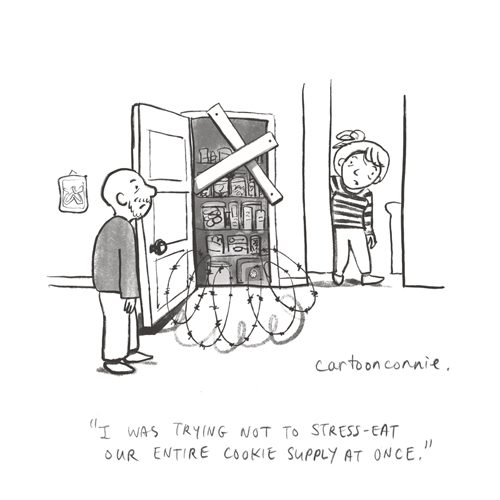 cartoonconnie.
"I WAS TRYING NOT TO STRESS-EAT
OUR ENTIRE COOKIE SUPPLY AT ONCE."